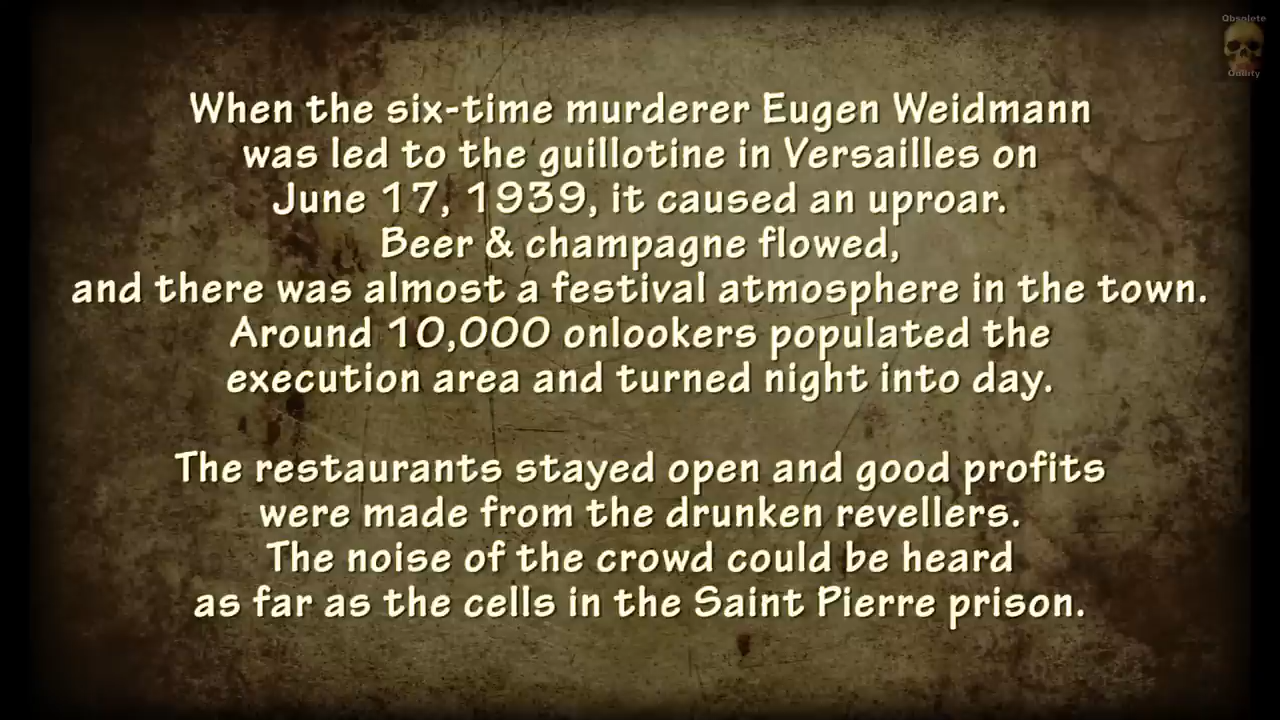 Obsolete
Oddity
When the six-time murderer Eugen Weidmann
was led to the guillotine in Versailles on
June 17, 1939, it caused an uproar.
Beer & champagne flowed,
and there was almost a festival atmosphere in the town.
Around 10,000 onlookers populated the
execution area and turned night into day.
The restaurants stayed open and good profits
were made from the drunken revellers.
The noise of the crowd could be heard
as far as the cells in the Saint Pierre prison.